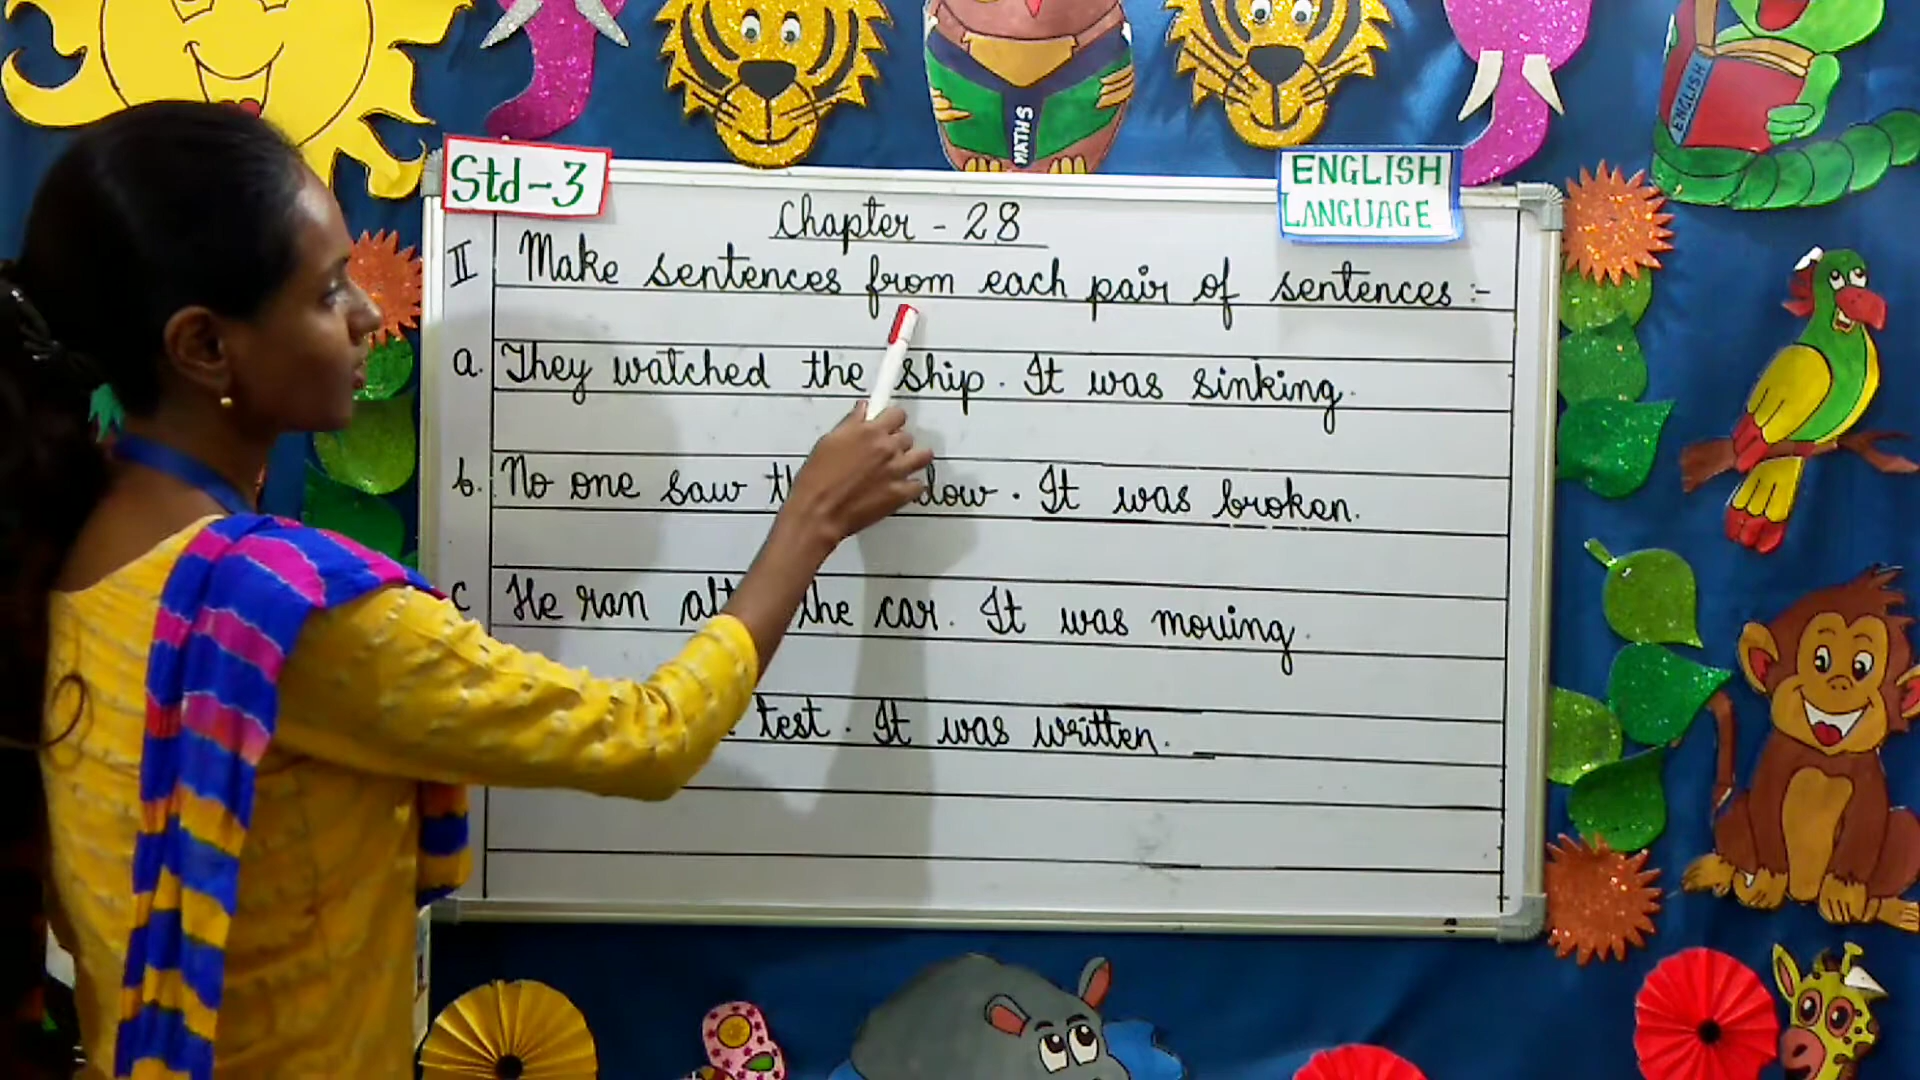 MATHS
ENGLISH
Std-3
ENGLISH
LANGUAGE
Chapter - 28
II Make sentences from each pair of sentences :-
a. They watched the ship. It was sinking.
b. No one saw . It was broken.
c He ran the car. It was moving.
test. It was written.